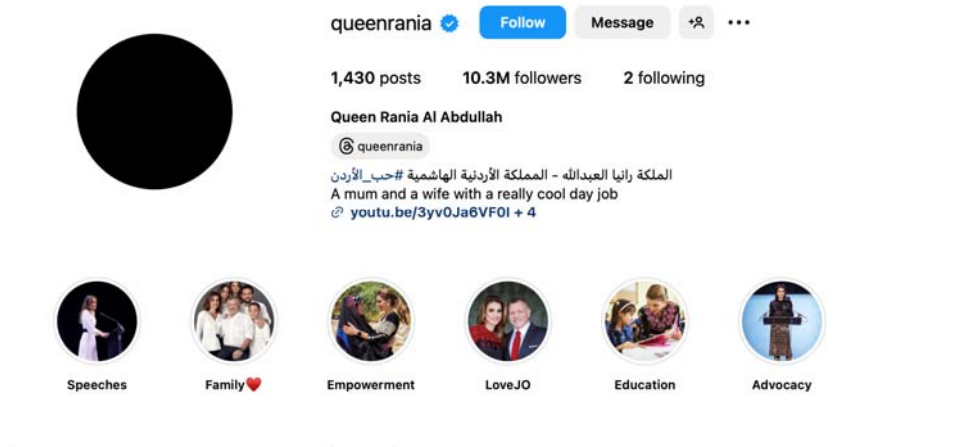 queenrania Follow Message
1,430 posts 10.3M followers 2 following
Queen Rania Al Abdullah
queenrania
الملكة رانيا العبدالله - المملكة الأردنية الهاشمية #حب_الأردن
A mum and a wife with a really cool day job
youtu.be/3yv0Ja6VF0I + 4
Speeches Family❤️ Empowerment LoveJO Education Advocacy